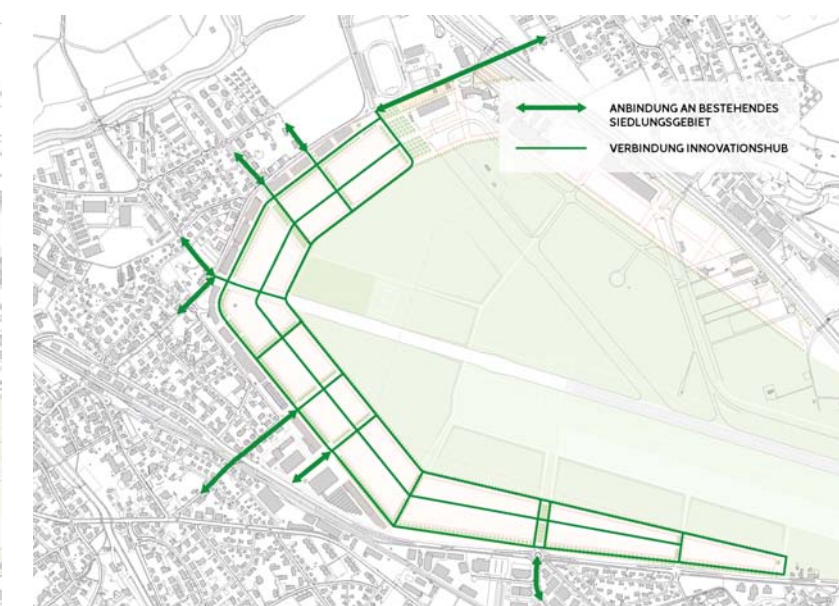 ANBINDUNG AN BESTEHENDES
SIEDLUNGSGEBIET
VERBINDUNG INNOVATIONSHUB